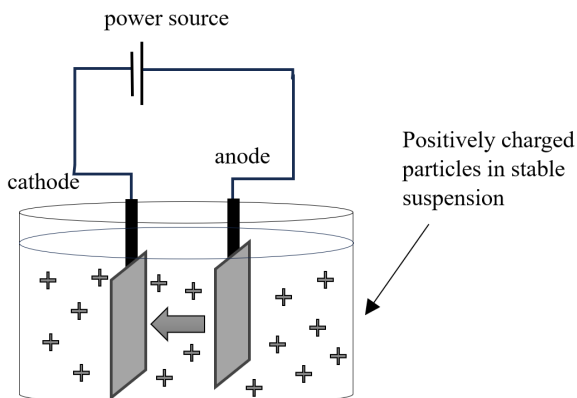 power source
anode
cathode
Positively charged
particles in stable
suspension